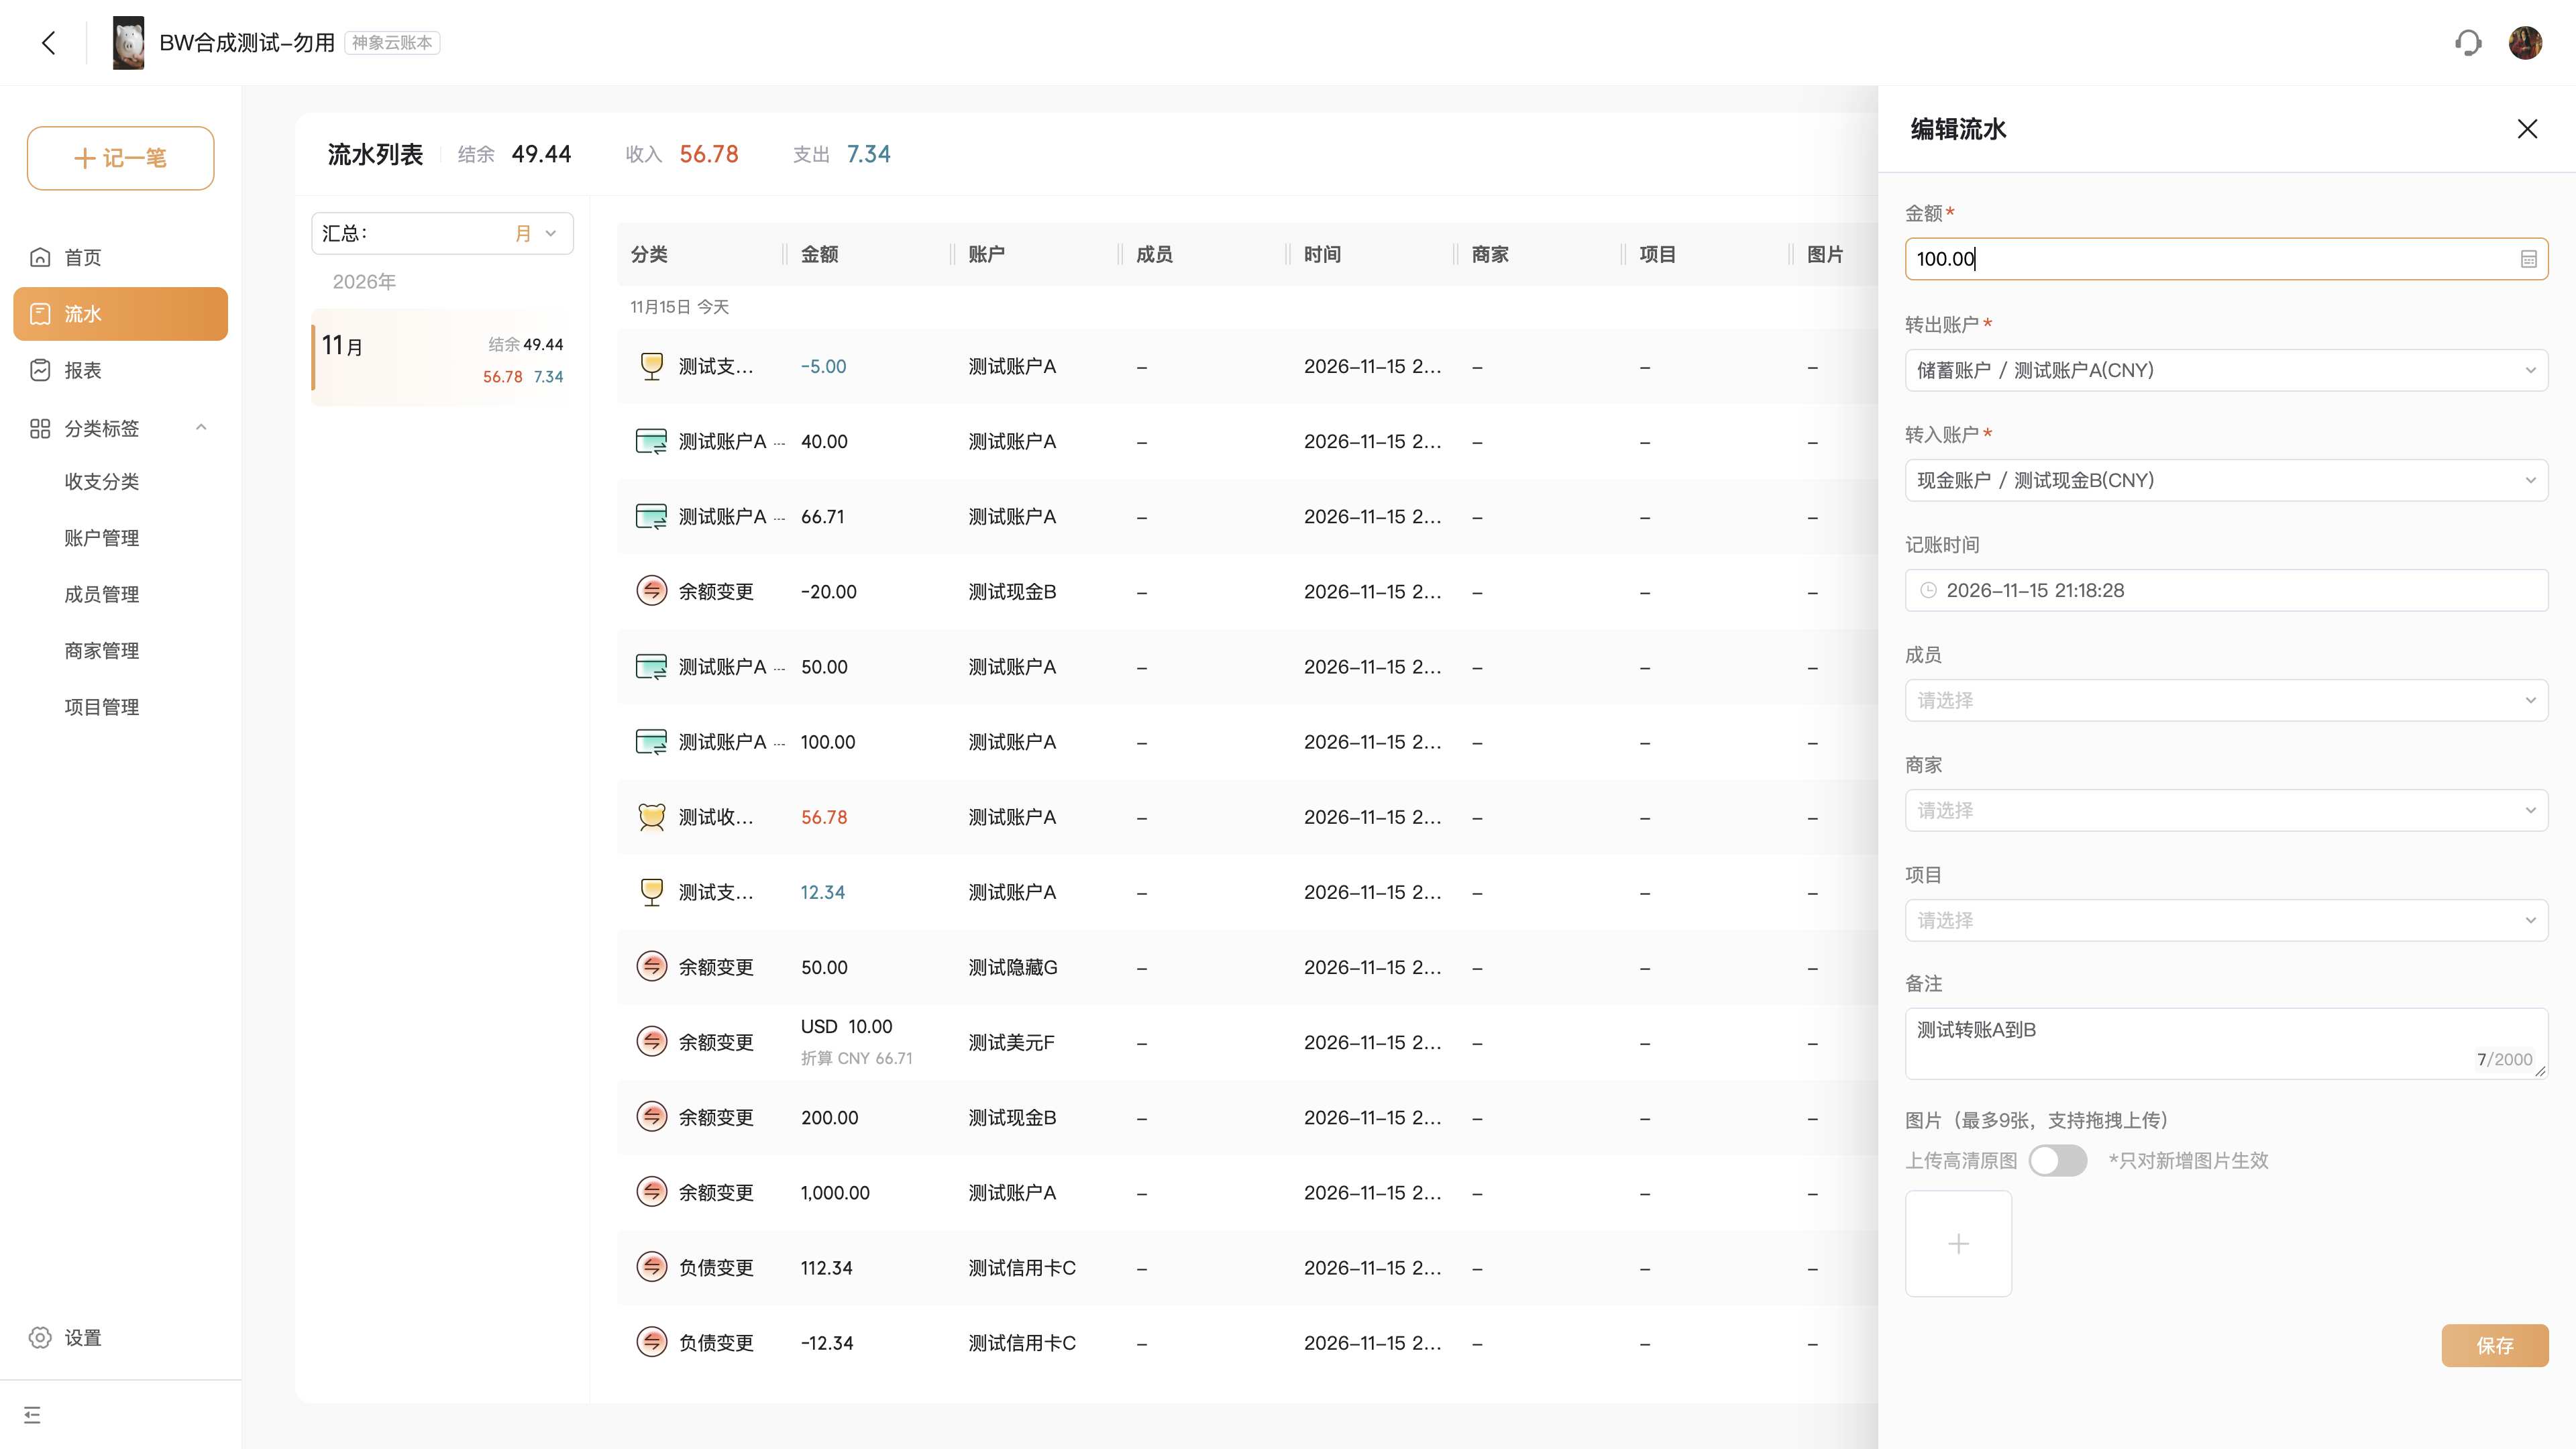 BW合成测试-勿用 神象云账本
记一笔
首页
流水
报表
分类标签
收支分类
账户管理
成员管理
商家管理
项目管理
设置
流水列表 结余 49.44 收入 56.78 支出 7.34
汇总: 月
2026年
11月 结余 49.44
56.78 7.34
分类 金额 账户 成员 时间 商家 项目 图片
11月15日 今天
测试支... -5.00 测试账户A – 2026-11-15 2... – – –
测试账户A ... 40.00 测试账户A – 2026-11-15 2... – – –
测试账户A ... 66.71 测试账户A – 2026-11-15 2... – – –
余额变更 -20.00 测试现金B – 2026-11-15 2... – – –
测试账户A ... 50.00 测试账户A – 2026-11-15 2... – – –
测试账户A ... 100.00 测试账户A – 2026-11-15 2... – – –
测试收... 56.78 测试账户A – 2026-11-15 2... – – –
测试支... 12.34 测试账户A – 2026-11-15 2... – – –
余额变更 50.00 测试隐藏G – 2026-11-15 2... – – –
余额变更 USD 10.00 测试美元F – 2026-11-15 2... – – –
折算 CNY 66.71
余额变更 200.00 测试现金B – 2026-11-15 2... – – –
余额变更 1,000.00 测试账户A – 2026-11-15 2... – – –
负债变更 112.34 测试信用卡C – 2026-11-15 2... – – –
负债变更 -12.34 测试信用卡C – 2026-11-15 2... – – –
编辑流水
金额*
100.00
转出账户*
储蓄账户 / 测试账户A(CNY)
转入账户*
现金账户 / 测试现金B(CNY)
记账时间
2026-11-15 21:18:28
成员
请选择
商家
请选择
项目
请选择
备注
测试转账A到B
7/2000
图片（最多9张，支持拖拽上传）
上传高清原图 *只对新增图片生效
保存